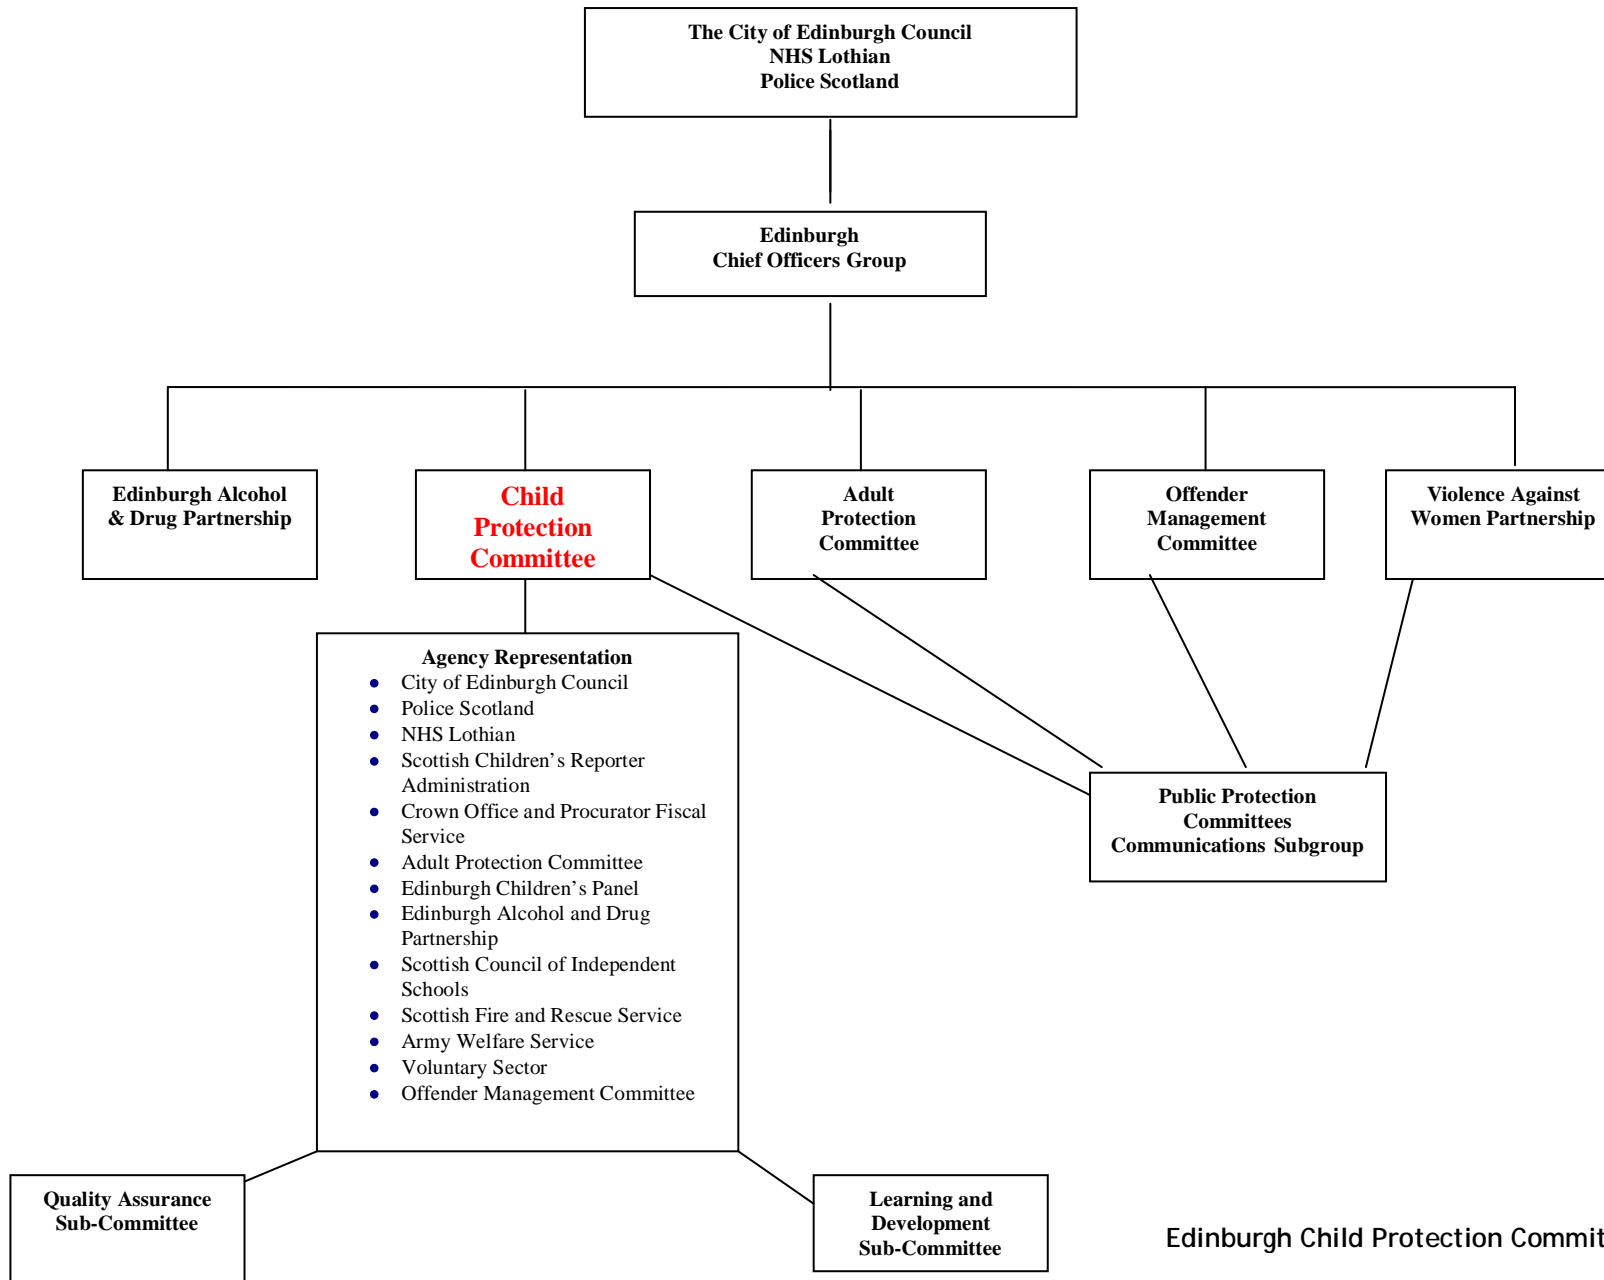 The City of Edinburgh Council
NHS Lothian
Police Scotland
Edinburgh
Chief Officers Group
Edinburgh Alcohol
& Drug Partnership
Child
Protection
Committee
Adult
Protection
Committee
Offender
Management
Committee
Violence Against
Women Partnership
Agency Representation
• City of Edinburgh Council
• Police Scotland
• NHS Lothian
• Scottish Children’s Reporter
Administration
• Crown Office and Procurator Fiscal
Service
• Adult Protection Committee
• Edinburgh Children’s Panel
• Edinburgh Alcohol and Drug
Partnership
• Scottish Council of Independent
Schools
• Scottish Fire and Rescue Service
• Army Welfare Service
• Voluntary Sector
• Offender Management Committee
Public Protection
Committees
Communications Subgroup
Quality Assurance
Sub-Committee
Learning and
Development
Sub-Committee
Edinburgh Child Protection Commit